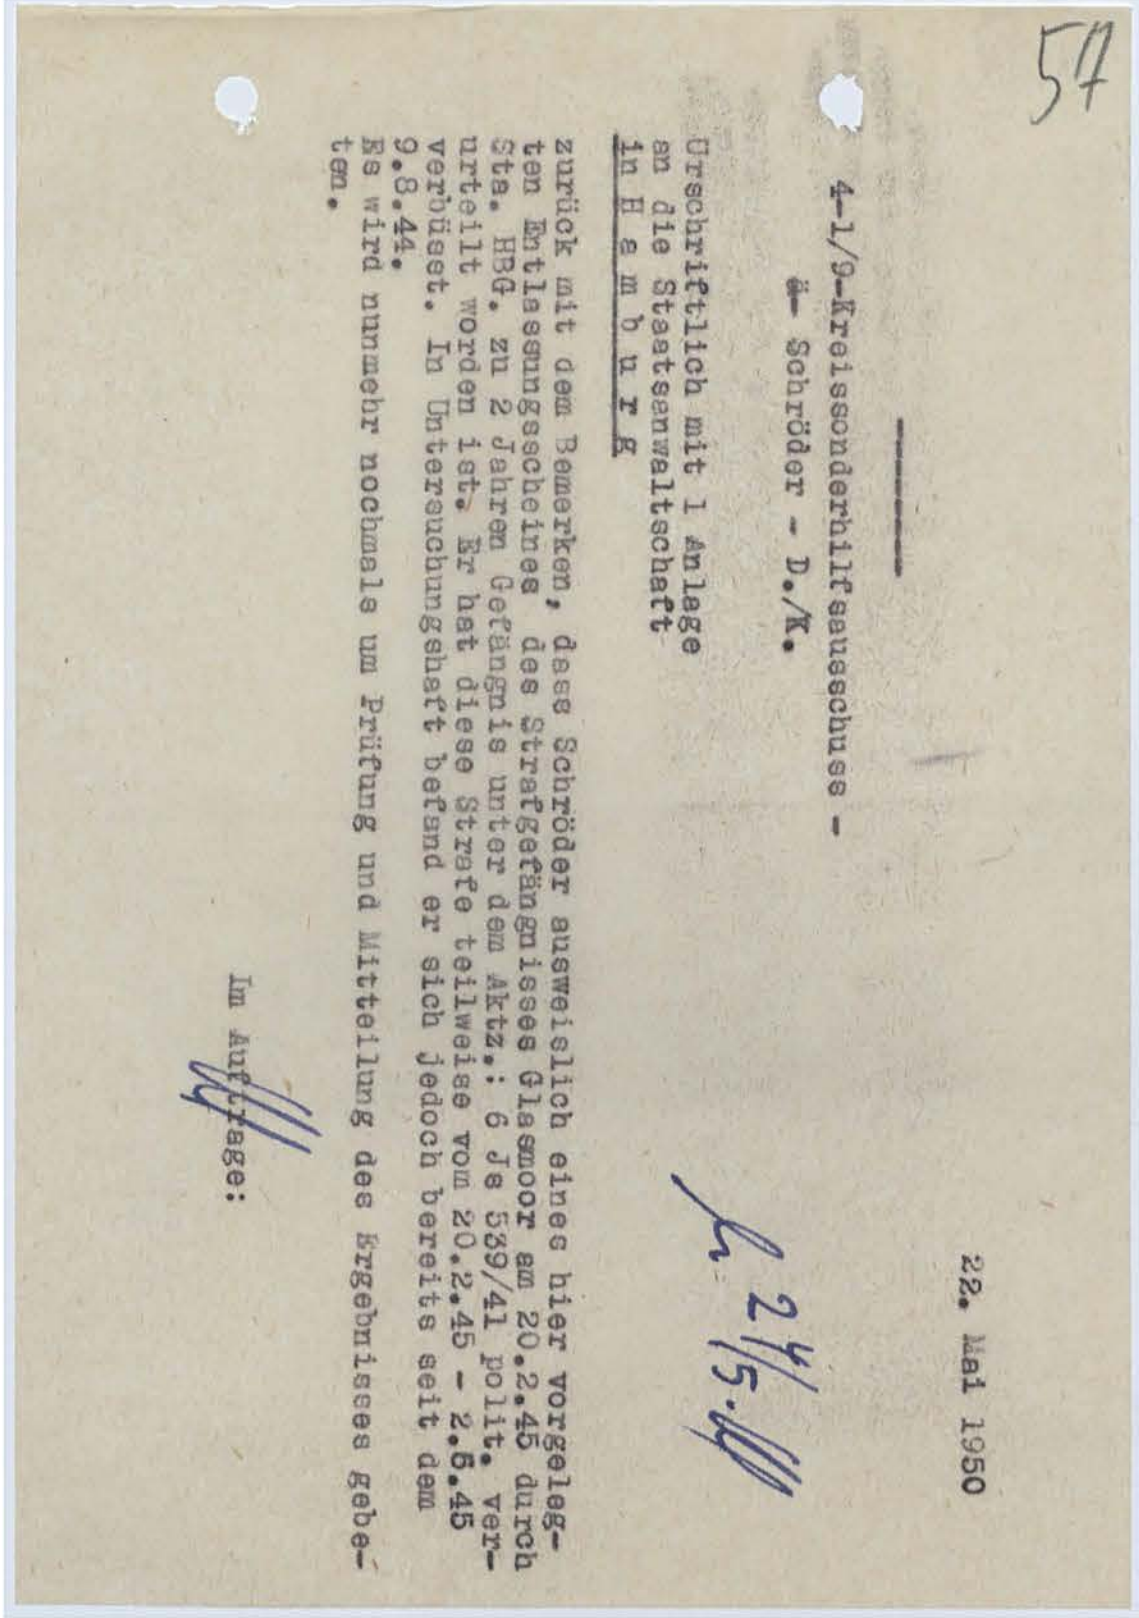 57
22. Mai 1950
4-1/9-Kreissonderhilfsausschuss -
ä- Schröder - D./K.
Urschriftlich mit 1 Anlage
an die Staatsanwaltschaft
in H a m b u r g
24/5.
zurück mit dem Bemerken, dass Schröder ausweislich eines hier vorgeleg-
ten Entlassungsscheines des Strafgefängnisses Glasmoor am 20.2.45 durch
Sta. HBG. zu 2 Jahren Gefängnis unter dem Aktz.: 6 Js 539/41 polit. ver-
urteilt worden ist. Er hat diese Strafe teilweise vom 20.2.45 - 2.5.45
verbüsst. In Untersuchungshaft befand er sich jedoch bereits seit dem
9.8.44.
Es wird nunmehr nochmals um Prüfung und Mitteilung des Ergebnisses gebe-
ten.
Im Auftrage: